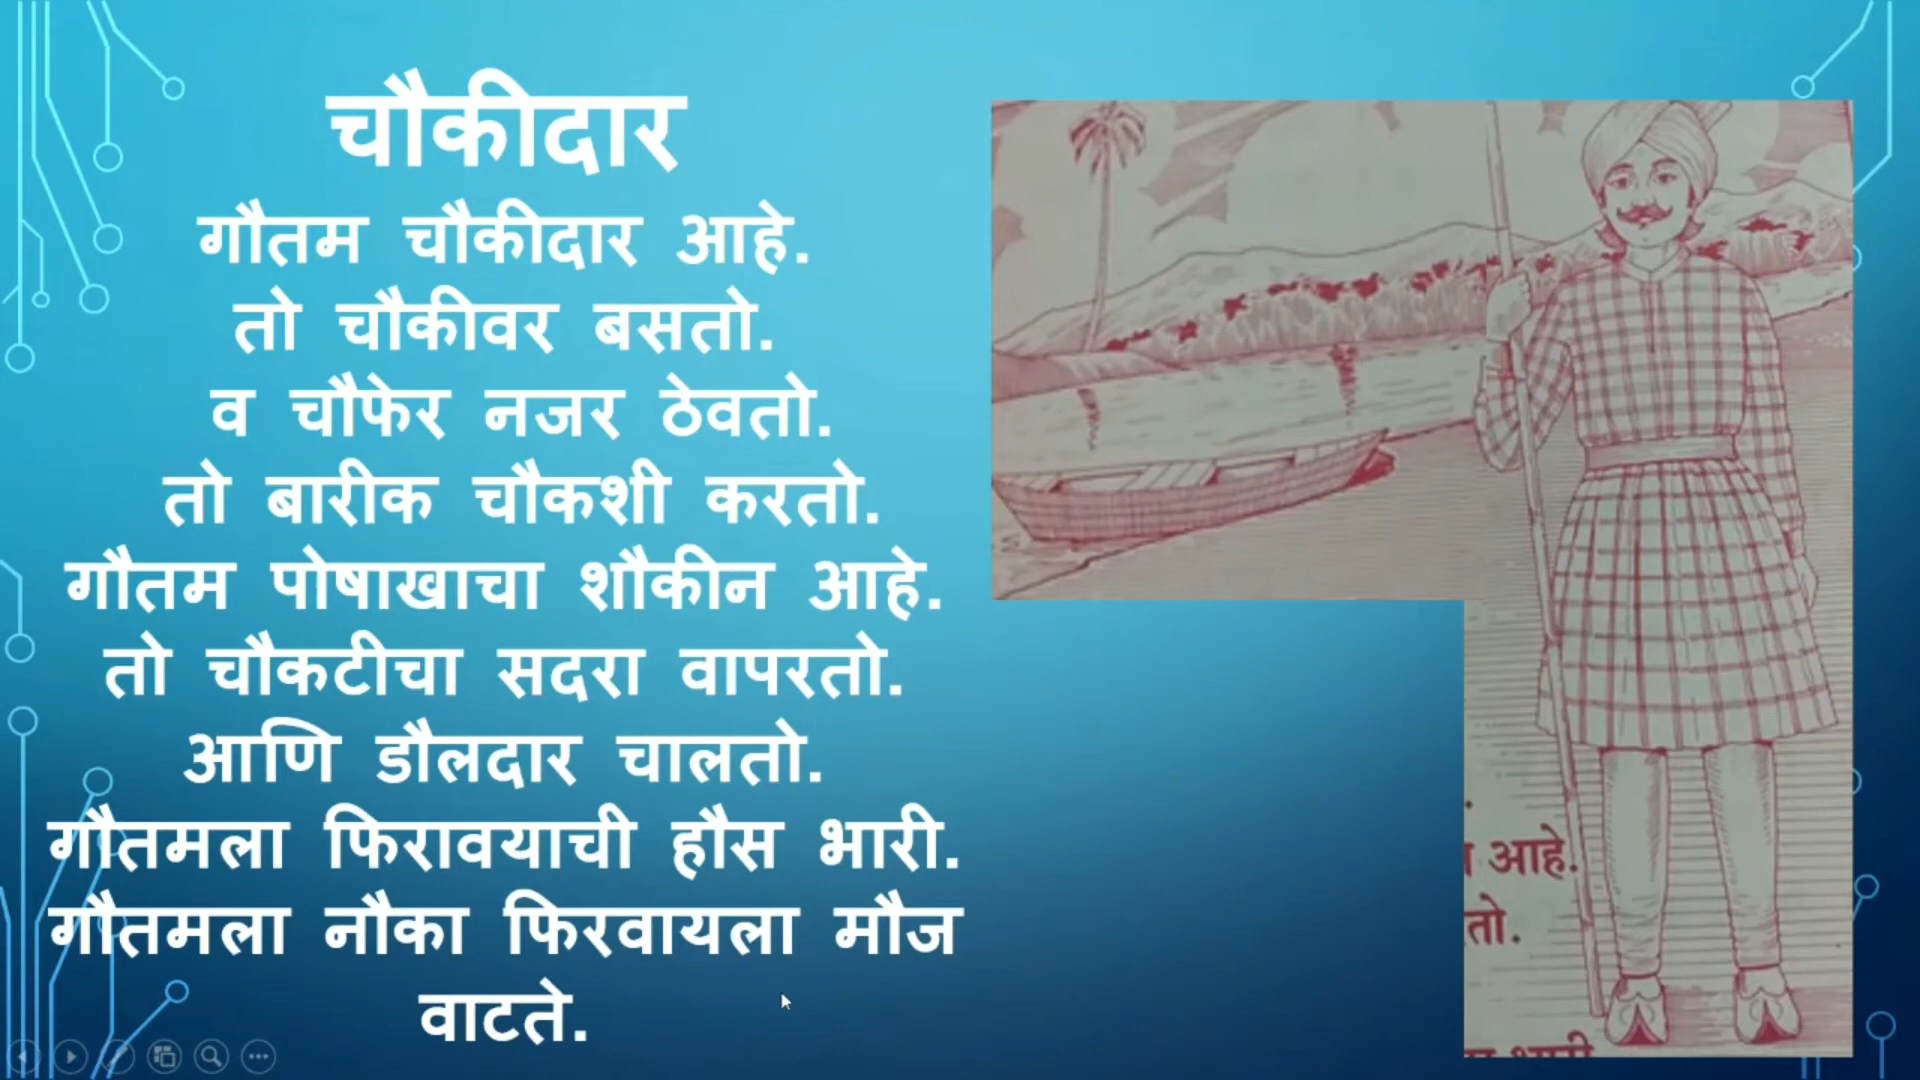 चौकीदार
गौतम चौकीदार आहे.
तो चौकीवर बसतो.
व चौफेर नजर ठेवतो.
तो बारीक चौकशी करतो.
गौतम पोषाखाचा शौकीन आहे.
तो चौकटीचा सदरा वापरतो.
आणि डौलदार चालतो.
गौतमला फिरावयाची हौस भारी.
गौतमला नौका फिरवायला मौज
वाटते.
आहे.